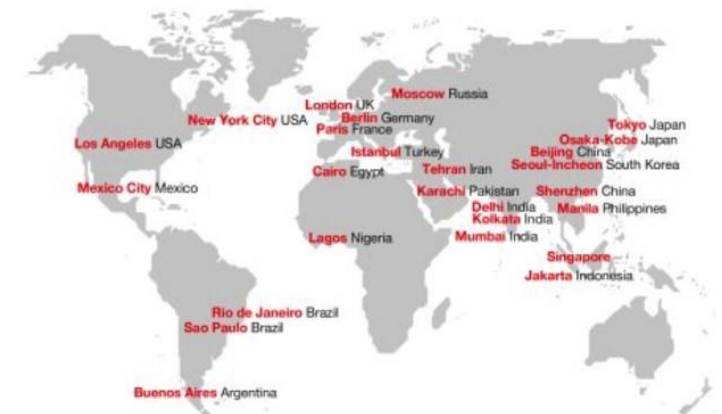 Moscow Russia
London UK
Berlin Germany
New York City USA
Tokyo Japan
Paris France
Osaka-Kobe Japan
Los Angeles USA
Istanbul Turkey
Beijing China
Seoul-Incheon South Korea
Cairo Egypt
Tehran Iran
Mexico City Mexico
Karachi Pakistan
Shenzhen China
Delhi India
Manila Philippines
Kolkata India
Lagos Nigeria
Mumbai India
Singapore
Jakarta Indonesia
Rio de Janeiro Brazil
Sao Paulo Brazil
Buenos Aires Argentina